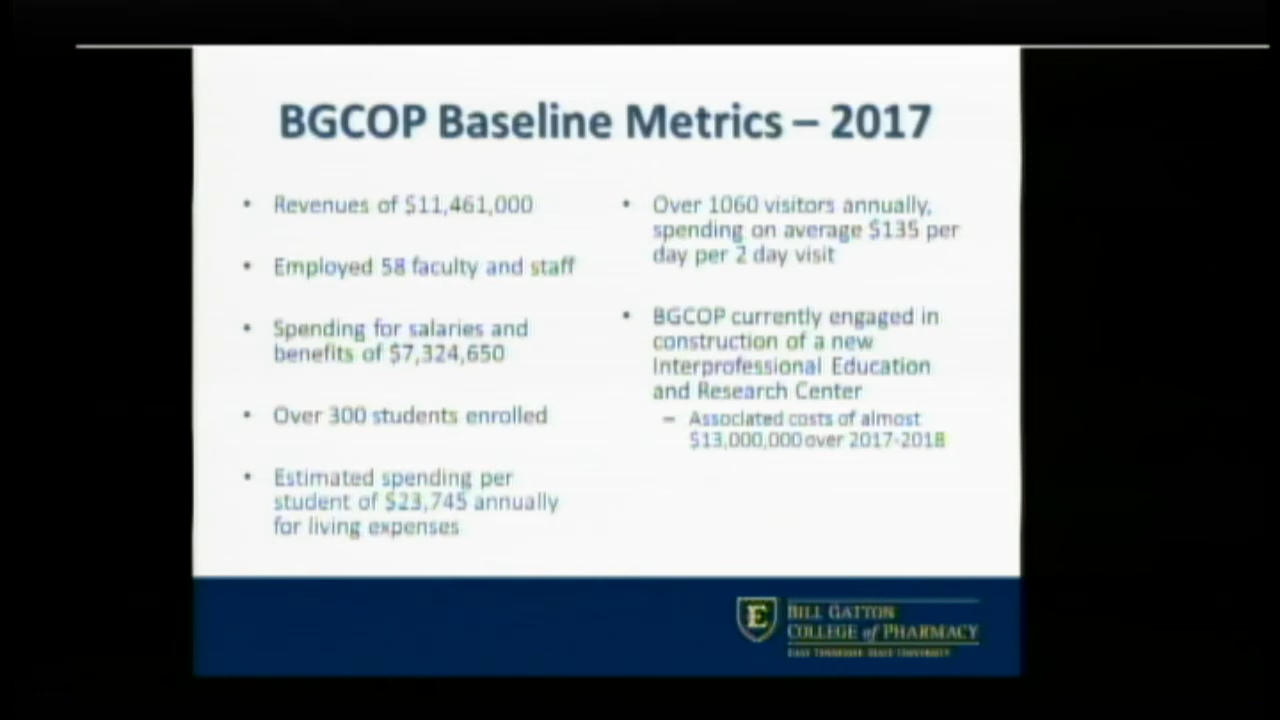 BGCOP Baseline Metrics – 2017
• Revenues of $11,461,000
• Employed 58 faculty and staff
• Spending for salaries and
benefits of $7,324,650
• Over 300 students enrolled
• Estimated spending per
student of $23,745 annually
for living expenses
• Over 1060 visitors annually,
spending on average $135 per
day per 2 day visit
• BGCOP currently engaged in
construction of a new
Interprofessional Education
and Research Center
– Associated costs of almost
$13,000,000 over 2017-2018
E
BILL GATTON
COLLEGE of PHARMACY
EAST TENNESSEE STATE UNIVERSITY